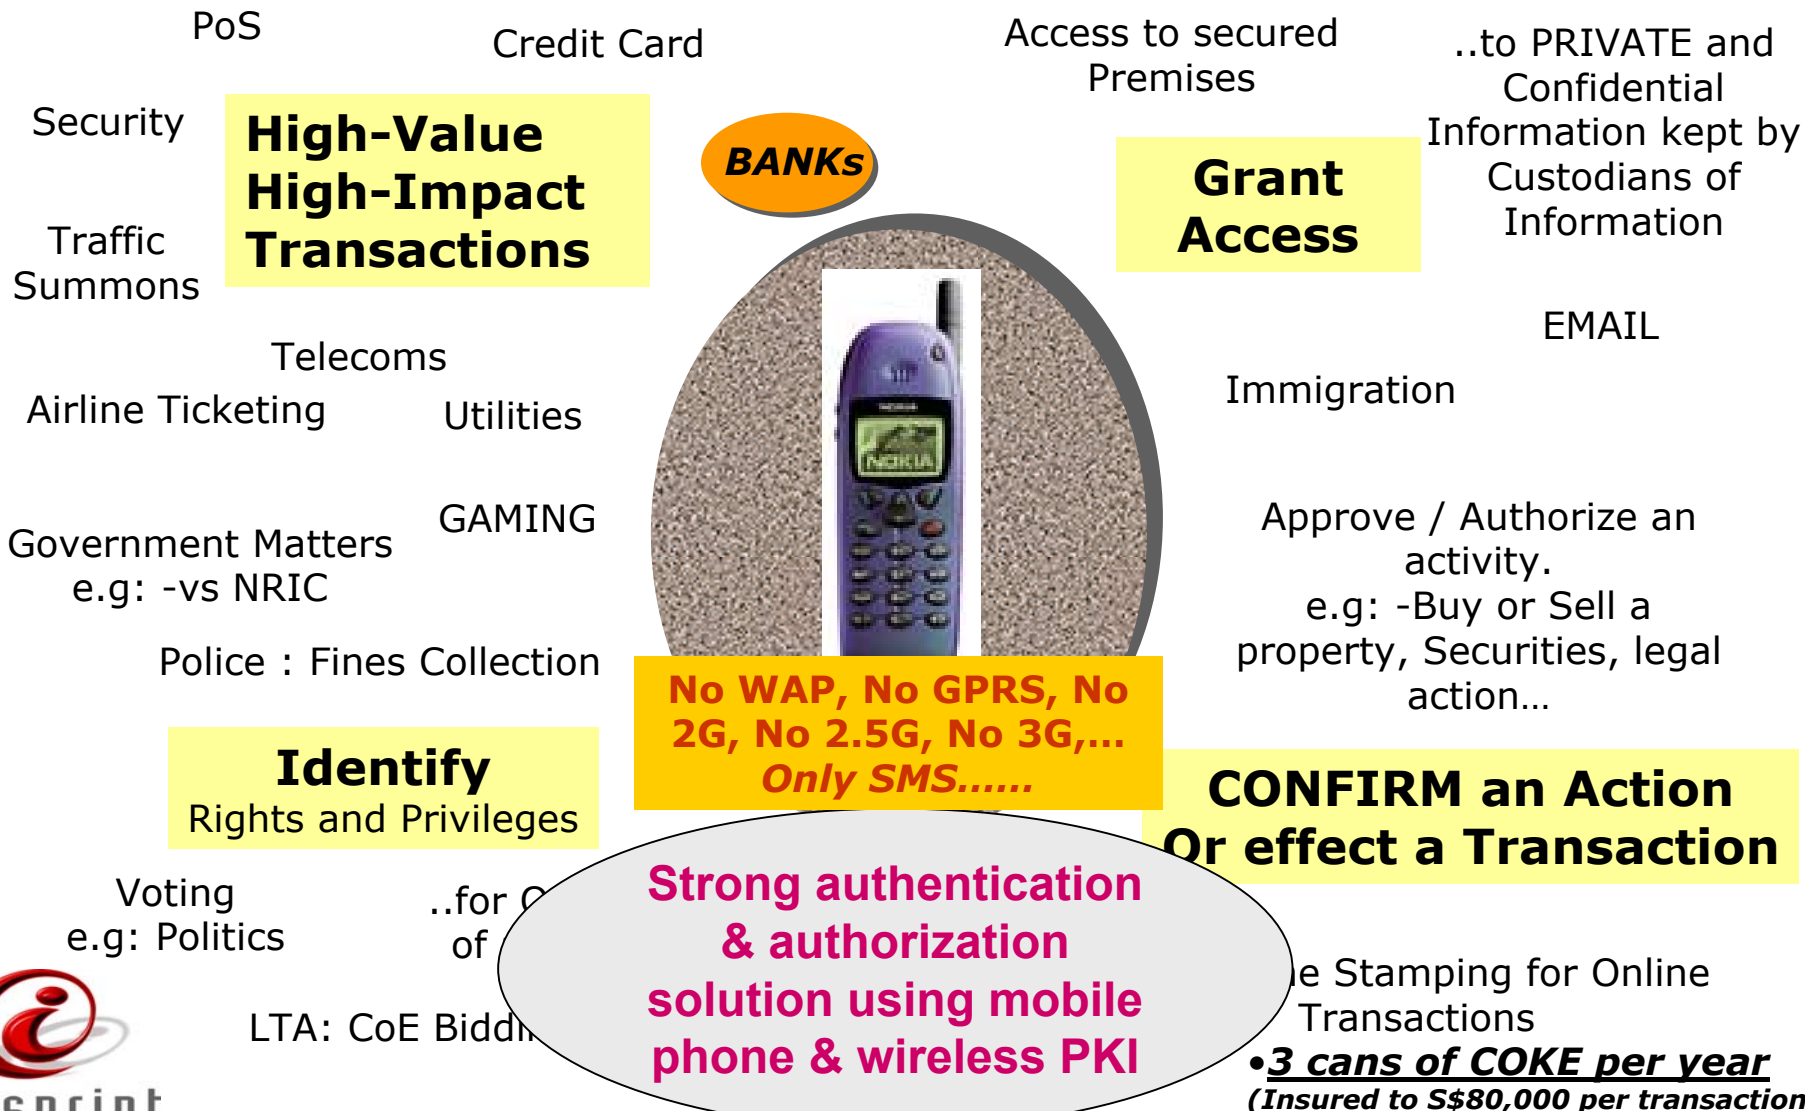 PoS
Credit Card
Access to secured
Premises
..to PRIVATE and
Confidential
Information kept by
Custodians of
Information
Security
High-Value
High-Impact
Transactions
BANKs
Grant
Access
Traffic
Summons
Telecoms
EMAIL
Airline Ticketing
Utilities
Immigration
NOKIA
NOKIA
GAMING
Government Matters
e.g: -vs NRIC
Approve / Authorize an
activity.
e.g: -Buy or Sell a
property, Securities, legal
action…
Police : Fines Collection
No WAP, No GPRS, No
2G, No 2.5G, No 3G,...
Only SMS......
Identify
Rights and Privileges
CONFIRM an Action
Or effect a Transaction
Voting
e.g: Politics
..for
of
Strong authentication
& authorization
solution using mobile
phone & wireless PKI
LTA: CoE
Stamping for Online
Transactions
•3 cans of COKE per year
(Insured to S$80,000 per transaction